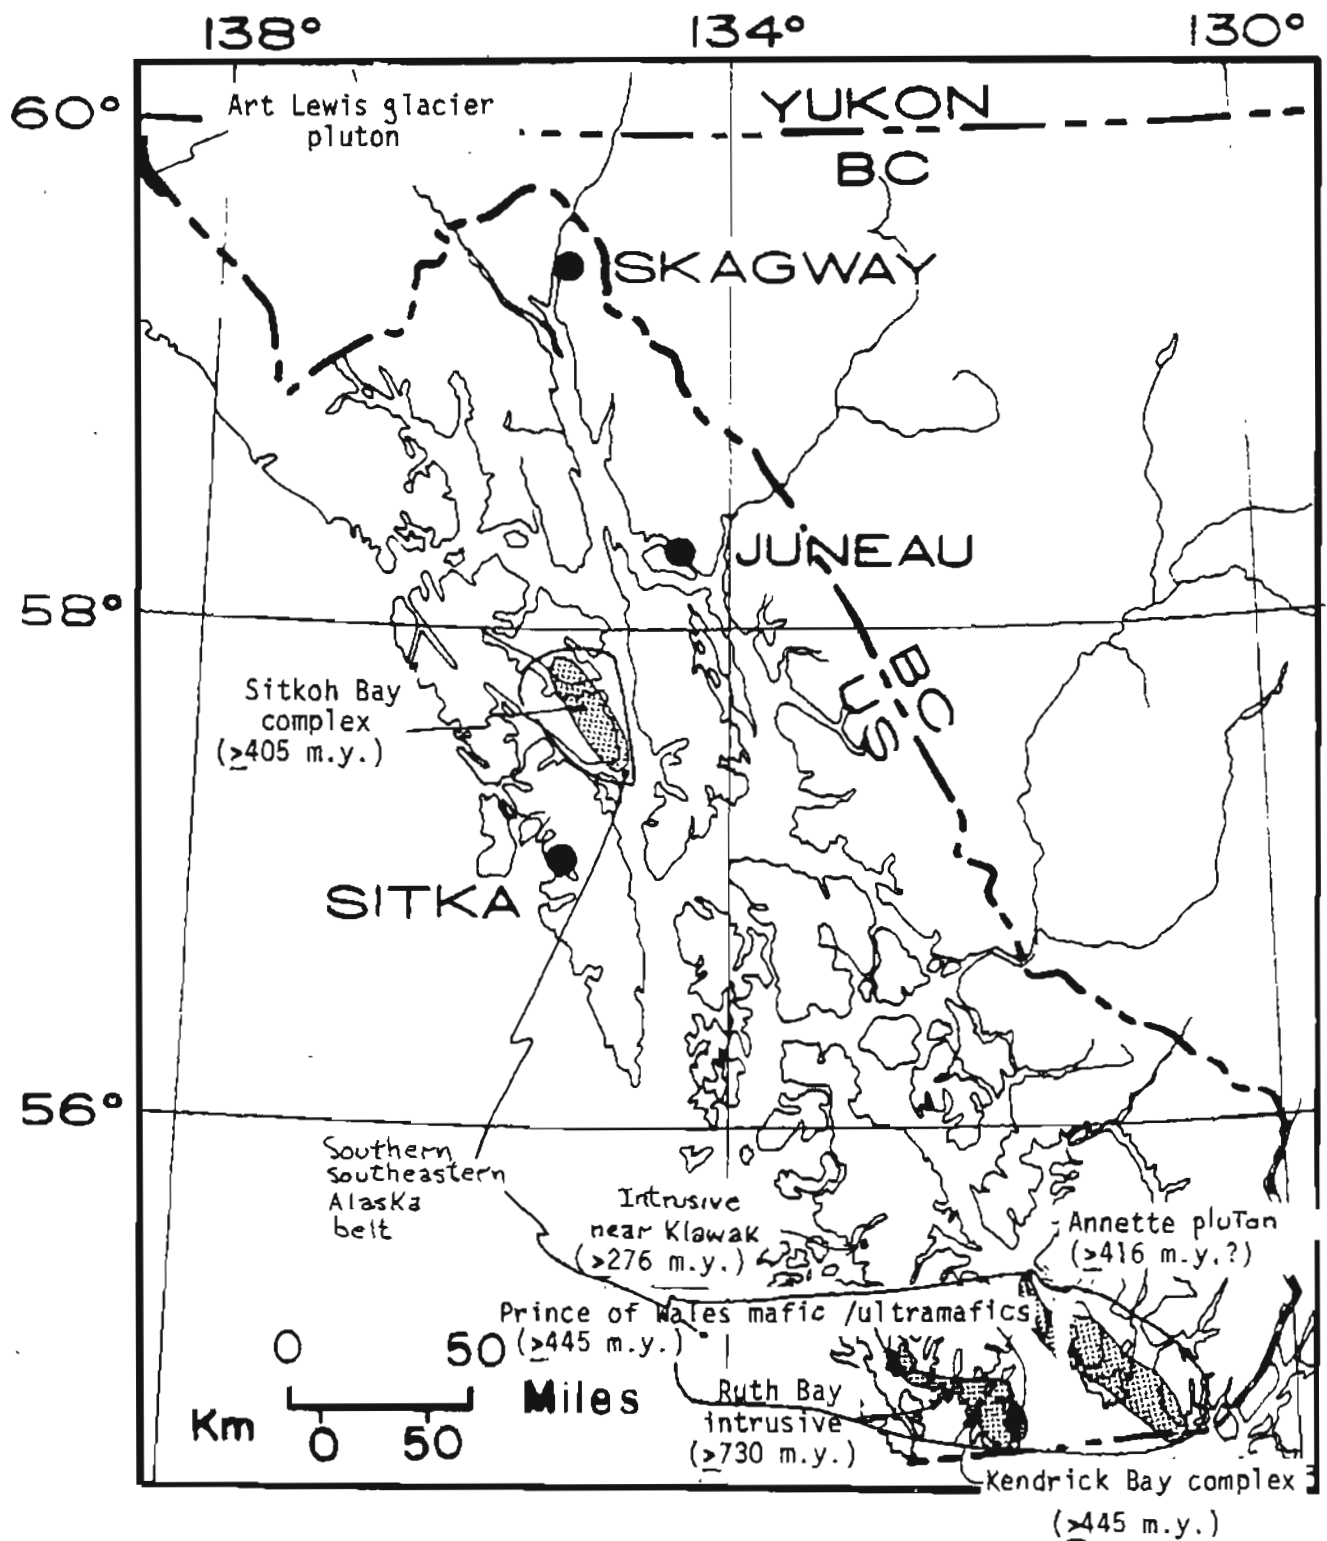 138° 134° 130°
60°
Art Lewis glacier
pluton
YUKON
BC
SKAGWAY
JUNEAU
58°
BC
US
Sitkoh Bay
complex
(≥405 m.y.)
SITKA
56°
Southern
Southeastern
Alaska
belt
Intrusive
near Klawak
(>276 m.y.)
Annette pluton
(≥416 m.y.?)
Prince of Wales mafic /ultramafics
(≥445 m.y.)
0 50
Miles
Km
0 50
Ruth Bay
intrusive
(≥730 m.y.)
Kendrick Bay complex
(≥445 m.y.)